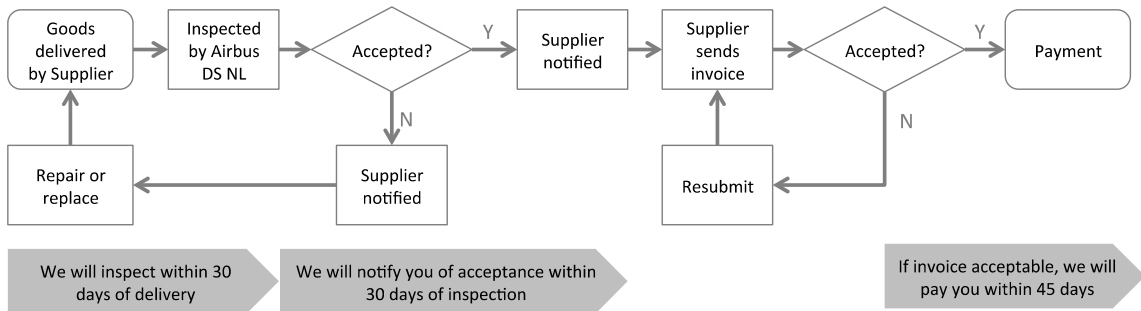 Goods
delivered
by Supplier
Inspected
by Airbus
DS NL
Accepted?
Y
Supplier
notified
Supplier
sends
invoice
Accepted?
Y
Payment
N
N
Repair or
replace
Supplier
notified
Resubmit
We will inspect within 30
days of delivery
We will notify you of acceptance within
30 days of inspection
If invoice acceptable, we will
pay you within 45 days